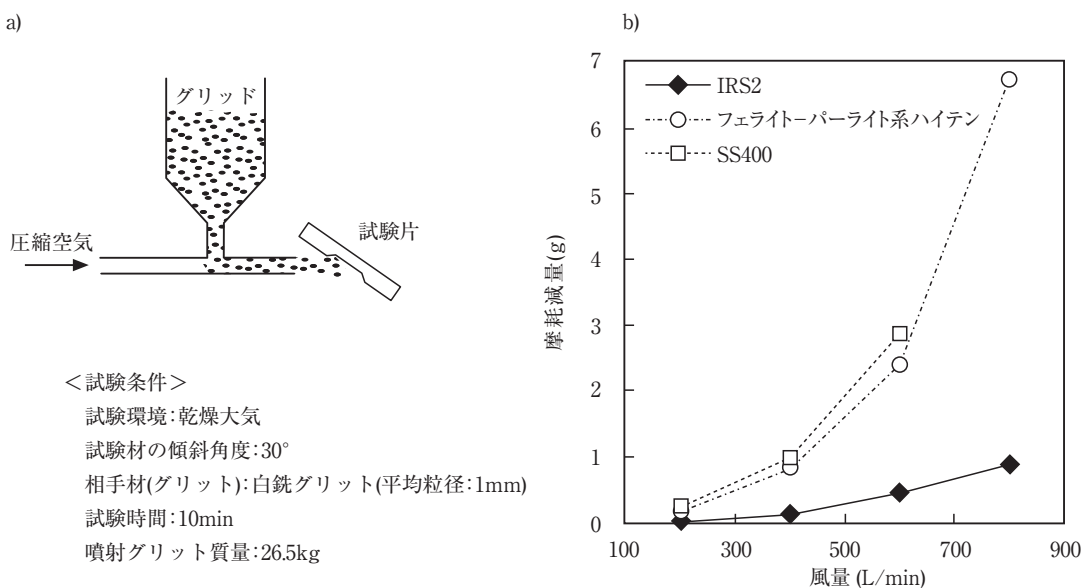 a)
グリッド
圧縮空気
試験片
＜試験条件＞
試験環境:乾燥大気
試験材の傾斜角度:30°
相手材(グリット):白銑グリット(平均粒径:1mm)
試験時間:10min
噴射グリット質量:26.5kg
b)
IRS2
フェライト−パーライト系ハイテン
SS400
摩耗減量(g)
7
6
5
4
3
2
1
0
100 300 500 700 900
風量 (L/min)